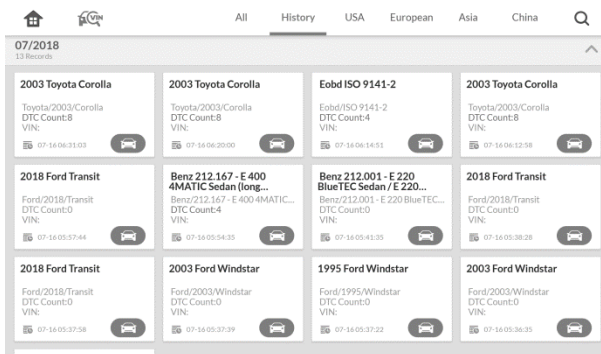 VIN
All History USA European Asia China
07/2018
13 Records
2003 Toyota Corolla
Toyota/2003/Corolla
DTC Count:8
VIN:
07-16 06:31:03
2003 Toyota Corolla
Toyota/2003/Corolla
DTC Count:8
VIN:
07-16 06:20:00
Eobd ISO 9141-2
Eobd/ISO 9141-2
DTC Count:4
VIN:
07-16 06:14:51
2003 Toyota Corolla
Toyota/2003/Corolla
DTC Count:8
VIN:
07-16 06:12:58
2018 Ford Transit
Ford/2018/Transit
DTC Count:0
VIN:
07-16 05:57:44
Benz 212.167 - E 400
4MATIC Sedan (long...
Benz/212.167 - E 400 4MATIC...
DTC Count:4
VIN:
07-16 05:54:35
Benz 212.001 - E 220
BlueTEC Sedan / E 220...
Benz/212.001 - E 220 BlueTEC...
DTC Count:0
VIN:
07-16 05:41:35
2018 Ford Transit
Ford/2018/Transit
DTC Count:0
VIN:
07-16 05:38:28
2018 Ford Transit
Ford/2018/Transit
DTC Count:0
VIN:
07-16 05:37:58
2003 Ford Windstar
Ford/2003/Windstar
DTC Count:0
VIN:
07-16 05:37:39
1995 Ford Windstar
Ford/1995/Windstar
DTC Count:0
VIN:
07-16 05:37:22
2003 Ford Windstar
Ford/2003/Windstar
DTC Count:0
VIN:
07-16 05:36:35